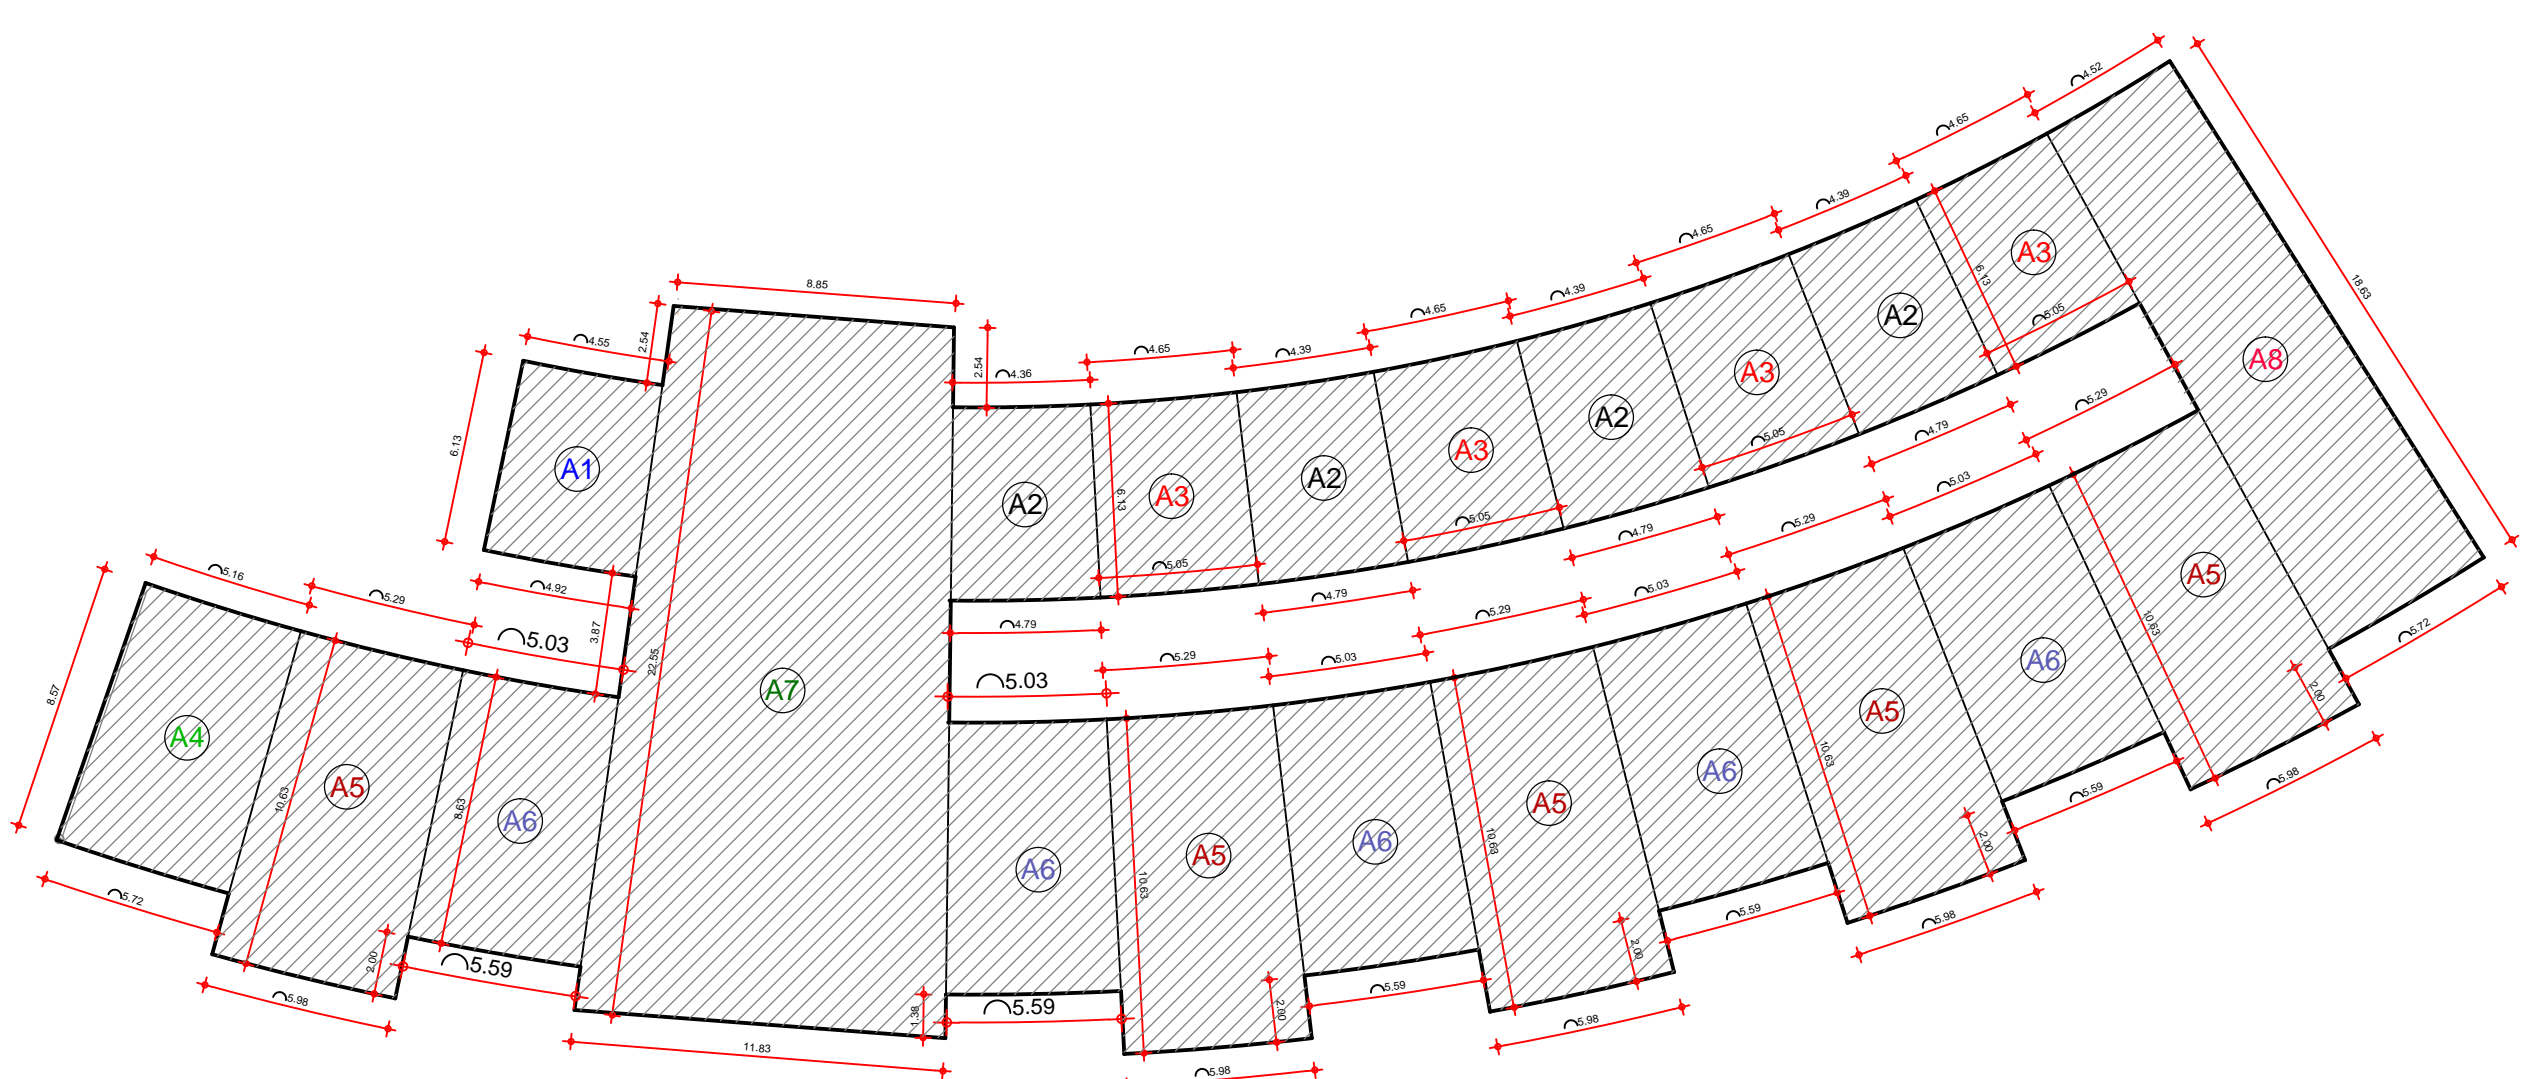 ⌒4.52
18.63
⌒4.65
⌒4.39
⌒4.65
⌒4.39
⌒4.65
⌒4.39
⌒4.65
⌒4.36
8.85
2.54
2.54
⌒4.55
6.13
A1
A2
A3
A2
A3
A2
A3
A2
A3
A8
6.13
6.13
⌒5.05
⌒5.05
⌒5.05
⌒5.05
⌒4.79
⌒4.79
⌒4.79
⌒4.79
⌒5.29
⌒5.03
⌒5.29
⌒5.03
⌒5.29
⌒5.03
⌒5.29
⌒5.03
⌒4.92
3.87
⌒5.03
⌒5.29
⌒5.16
8.57
22.55
A4
A5
A6
A7
A6
A5
A6
A5
A6
A5
A6
A5
10.63
8.63
10.63
10.63
10.63
10.63
2.00
2.00
2.00
2.00
2.00
1.38
⌒5.72
⌒5.98
⌒5.59
11.83
⌒5.59
⌒5.98
⌒5.59
⌒5.98
⌒5.59
⌒5.98
⌒5.59
⌒5.98
⌒5.72